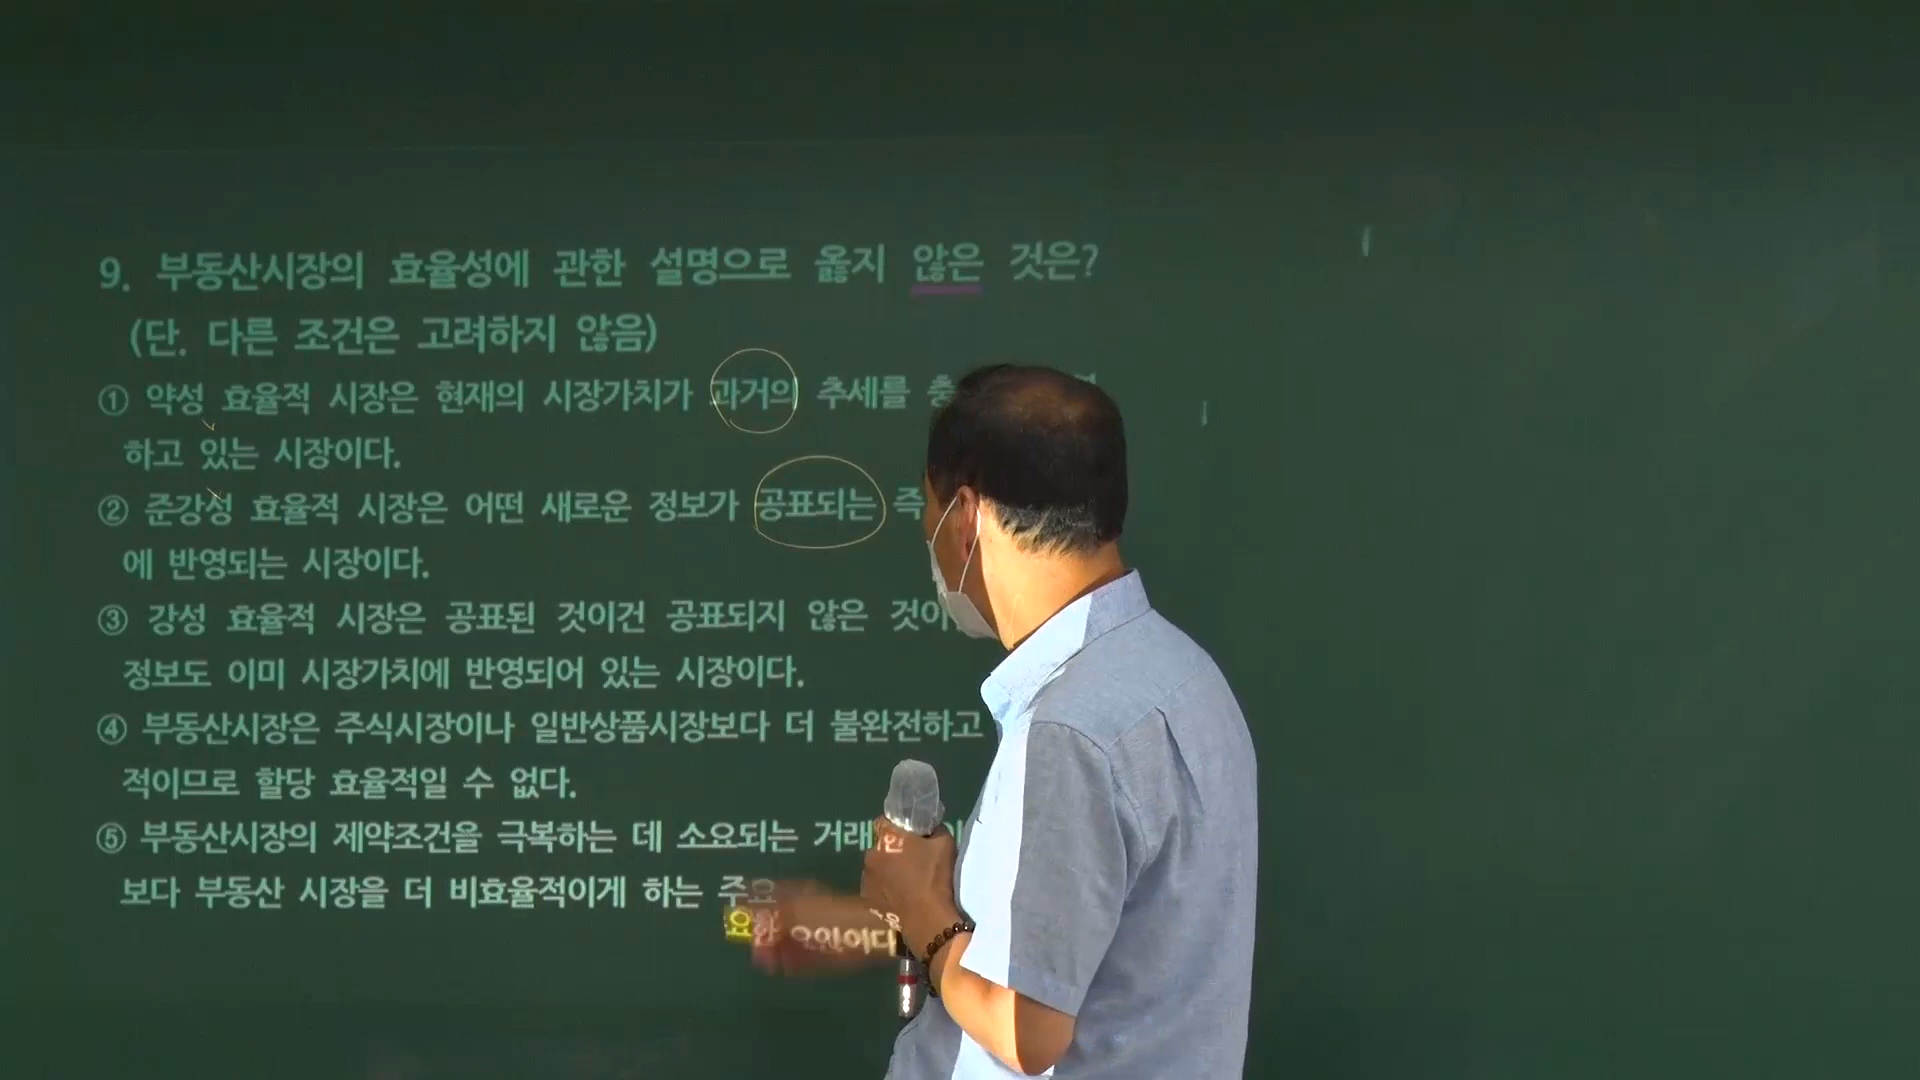 9. 부동산시장의 효율성에 관한 설명으로 옳지 않은 것은?
(단. 다른 조건은 고려하지 않음)
① 약성 효율적 시장은 현재의 시장가치가 과거의 추세를
하고 있는 시장이다.
② 준강성 효율적 시장은 어떤 새로운 정보가 공표되는 즉
에 반영되는 시장이다.
③ 강성 효율적 시장은 공표된 것이건 공표되지 않은 것이
정보도 이미 시장가치에 반영되어 있는 시장이다.
④ 부동산시장은 주식시장이나 일반상품시장보다 더 불완전하고
적이므로 할당 효율적일 수 없다.
⑤ 부동산시장의 제약조건을 극복하는 데 소요되는 거래
보다 부동산 시장을 더 비효율적이게 하는 주요한 요인이다